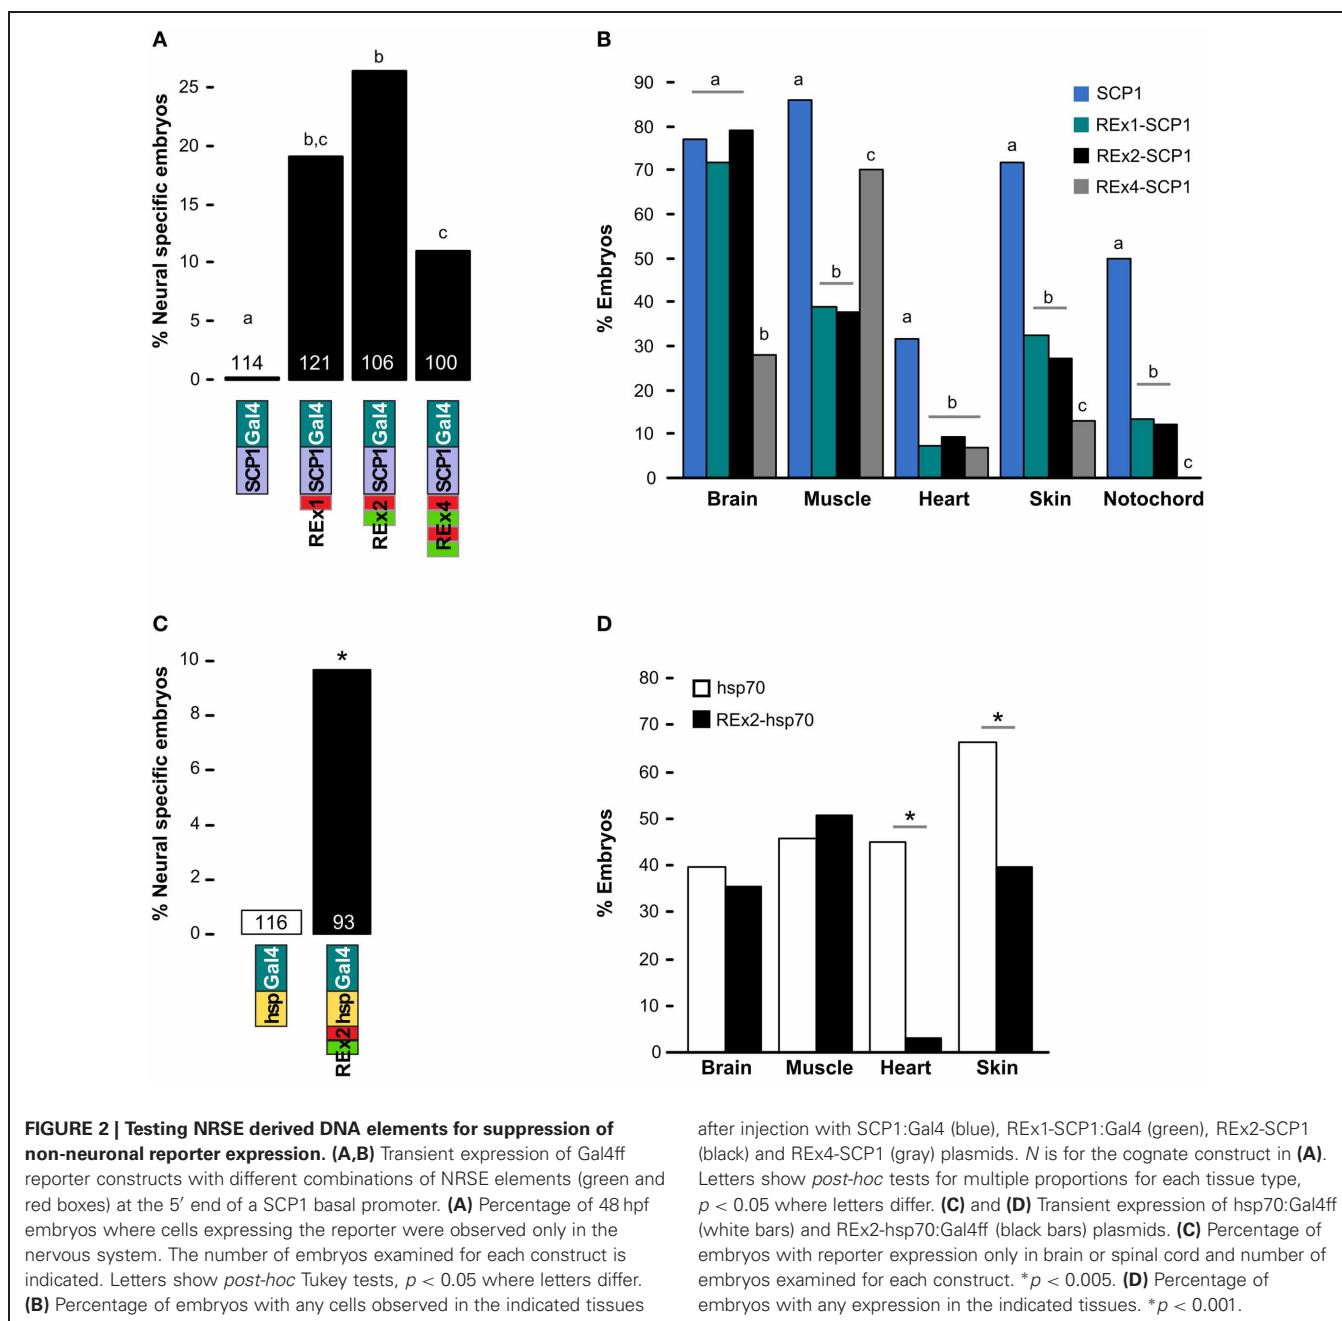 A
% Neural specific embryos
25
20
15
10
5
0
a
b,c
b
c
114
121
106
100
SCP1 Gal4
REx1 SCP1 Gal4
REx2 SCP1 Gal4
REx4 SCP1 Gal4
B
% Embryos
90
80
70
60
50
40
30
20
10
0
a
b
a
b
c
a
b
a
b
c
a
b
c
SCP1
REx1-SCP1
REx2-SCP1
REx4-SCP1
Brain
Muscle
Heart
Skin
Notochord
C
% Neural specific embryos
10
8
6
4
2
0
*
116
93
hsp Gal4
REx2 hsp Gal4
D
% Embryos
80
70
60
50
40
30
20
10
0
hsp70
REx2-hsp70
*
*
Brain
Muscle
Heart
Skin
FIGURE 2 | Testing NRSE derived DNA elements for suppression of
non-neuronal reporter expression. (A,B) Transient expression of Gal4ff
reporter constructs with different combinations of NRSE elements (green and
red boxes) at the 5′ end of a SCP1 basal promoter. (A) Percentage of 48 hpf
embryos where cells expressing the reporter were observed only in the
nervous system. The number of embryos examined for each construct is
indicated. Letters show post-hoc Tukey tests, p < 0.05 where letters differ.
(B) Percentage of embryos with any cells observed in the indicated tissues
after injection with SCP1:Gal4 (blue), REx1-SCP1:Gal4 (green), REx2-SCP1
(black) and REx4-SCP1 (gray) plasmids. N is for the cognate construct in (A).
Letters show post-hoc tests for multiple proportions for each tissue type,
p < 0.05 where letters differ. (C) and (D) Transient expression of hsp70:Gal4ff
(white bars) and REx2-hsp70:Gal4ff (black bars) plasmids. (C) Percentage of
embryos with reporter expression only in brain or spinal cord and number of
embryos examined for each construct. *p < 0.005. (D) Percentage of
embryos with any expression in the indicated tissues. *p < 0.001.